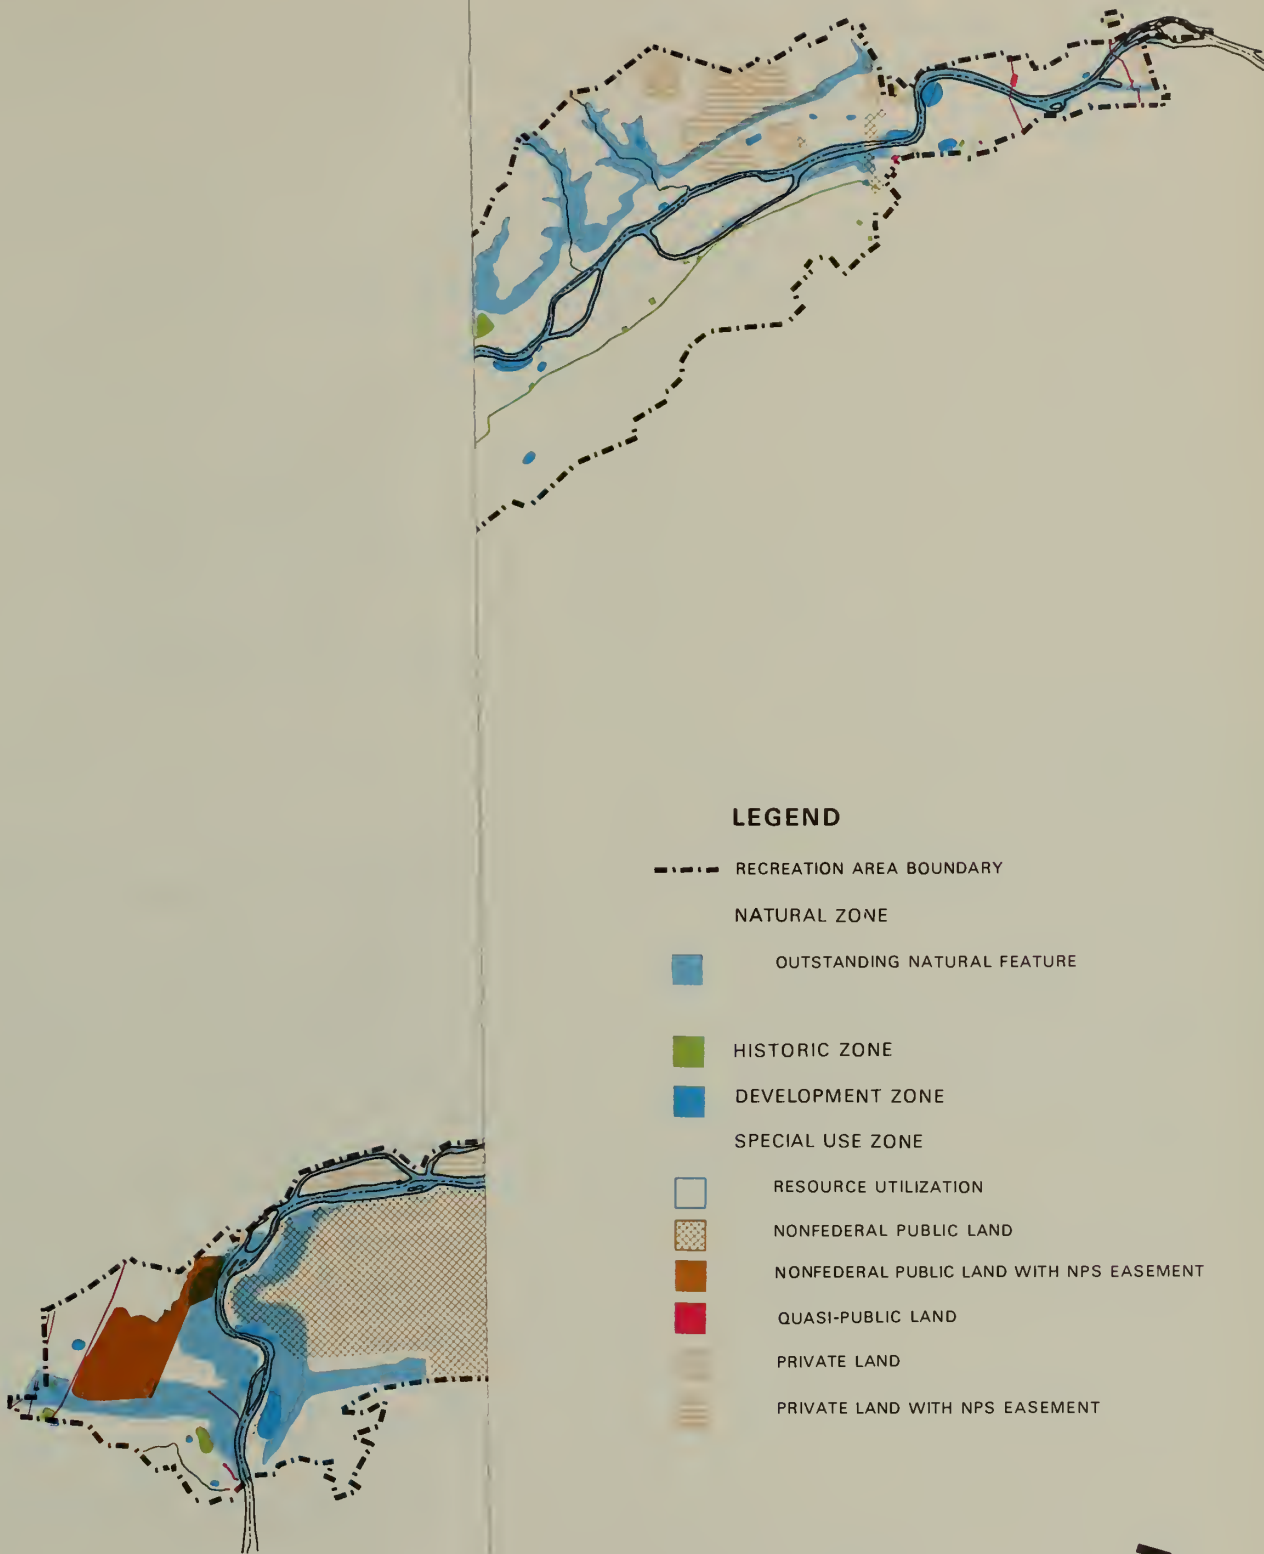 LEGEND
RECREATION AREA BOUNDARY
NATURAL ZONE
OUTSTANDING NATURAL FEATURE
HISTORIC ZONE
DEVELOPMENT ZONE
SPECIAL USE ZONE
RESOURCE UTILIZATION
NONFEDERAL PUBLIC LAND
NONFEDERAL PUBLIC LAND WITH NPS EASEMENT
QUASI-PUBLIC LAND
PRIVATE LAND
PRIVATE LAND WITH NPS EASEMENT